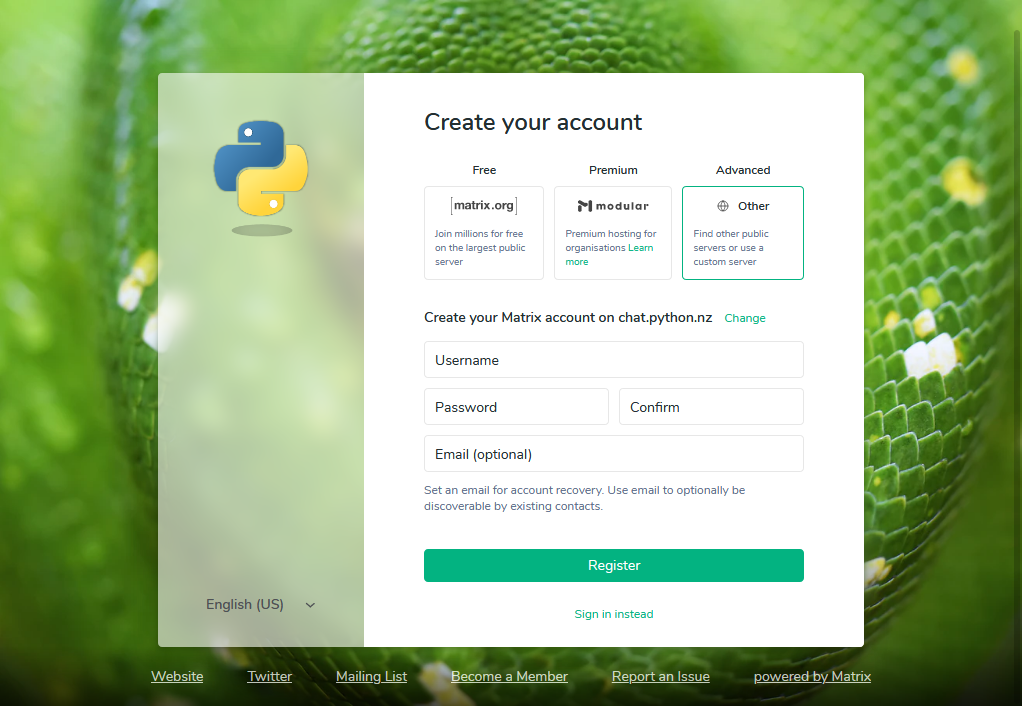 Create your account
Free
Premium
Advanced
[matrix.org]
modular
Other
Join millions for free
on the largest public
server
Premium hosting for
organisations Learn
more
Find other public
servers or use a
custom server
Create your Matrix account on chat.python.nz Change
Username
Password
Confirm
Email (optional)
Set an email for account recovery. Use email to optionally be
discoverable by existing contacts.
Register
English (US)
Sign in instead
Website
Twitter
Mailing List
Become a Member
Report an Issue
powered by Matrix